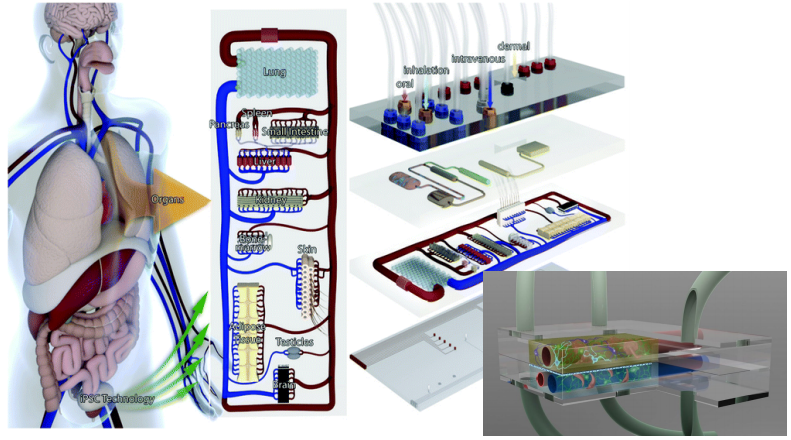 Organs
iPSC Technology
Lung
Spleen
Pancreas
Small Intestine
Liver
Kidney
Bone
marrow
Skin
Adipose
Tissue
Testicles
Brain
oral
inhalation
intravenous
dermal